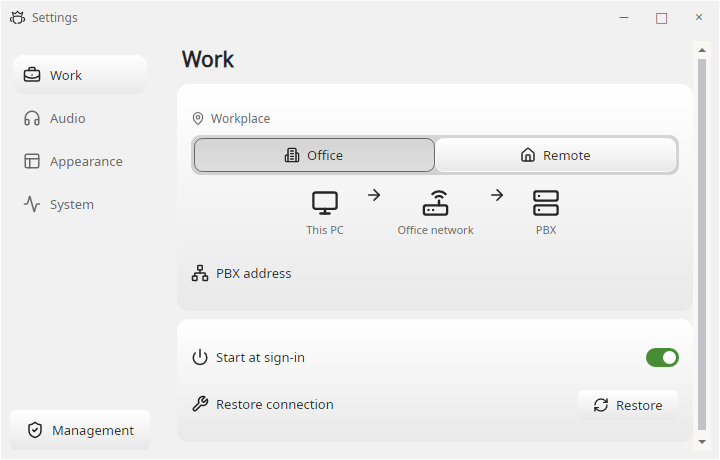 Settings
Work
Audio
Appearance
System
Management
Work
Workplace
Office
Remote
This PC
Office network
PBX
PBX address
Start at sign-in
Restore connection
Restore